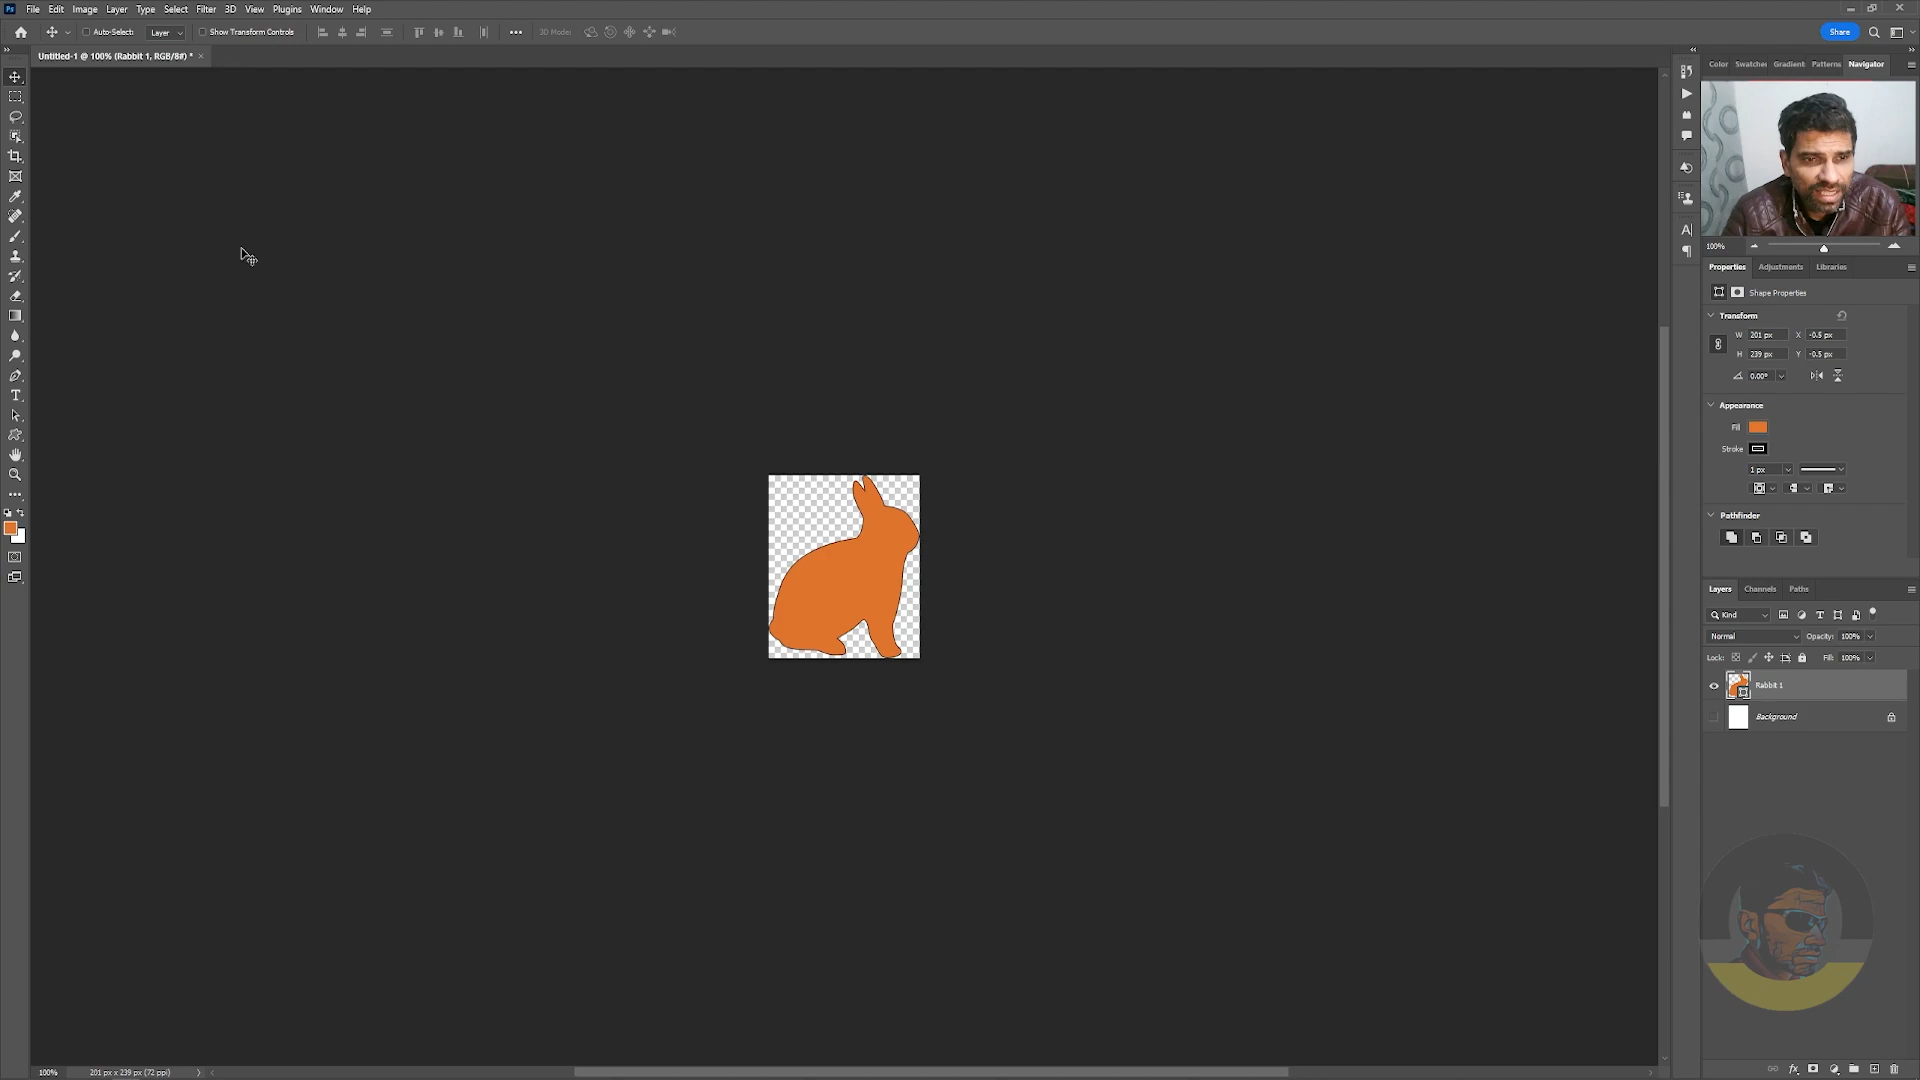 Ps File Edit Image Layer Type Select Filter 3D View Plugins Window Help
Auto-Select: Layer Show Transform Controls 3D Mode: Share
Untitled-1 @ 100% (Rabbit 1, RGB/8#) * ×
Color Swatches Gradient Patterns Navigator
100%
Properties Adjustments Libraries
Shape Properties
Transform
W 201 px X -0.5 px
H 239 px Y -0.5 px
0.00°
Appearance
Fill
Stroke
1 px
Pathfinder
Layers Channels Paths
Kind
Normal Opacity: 100%
Lock: Fill: 100%
Rabbit 1
Background
100% 201 px x 239 px (72 ppi)